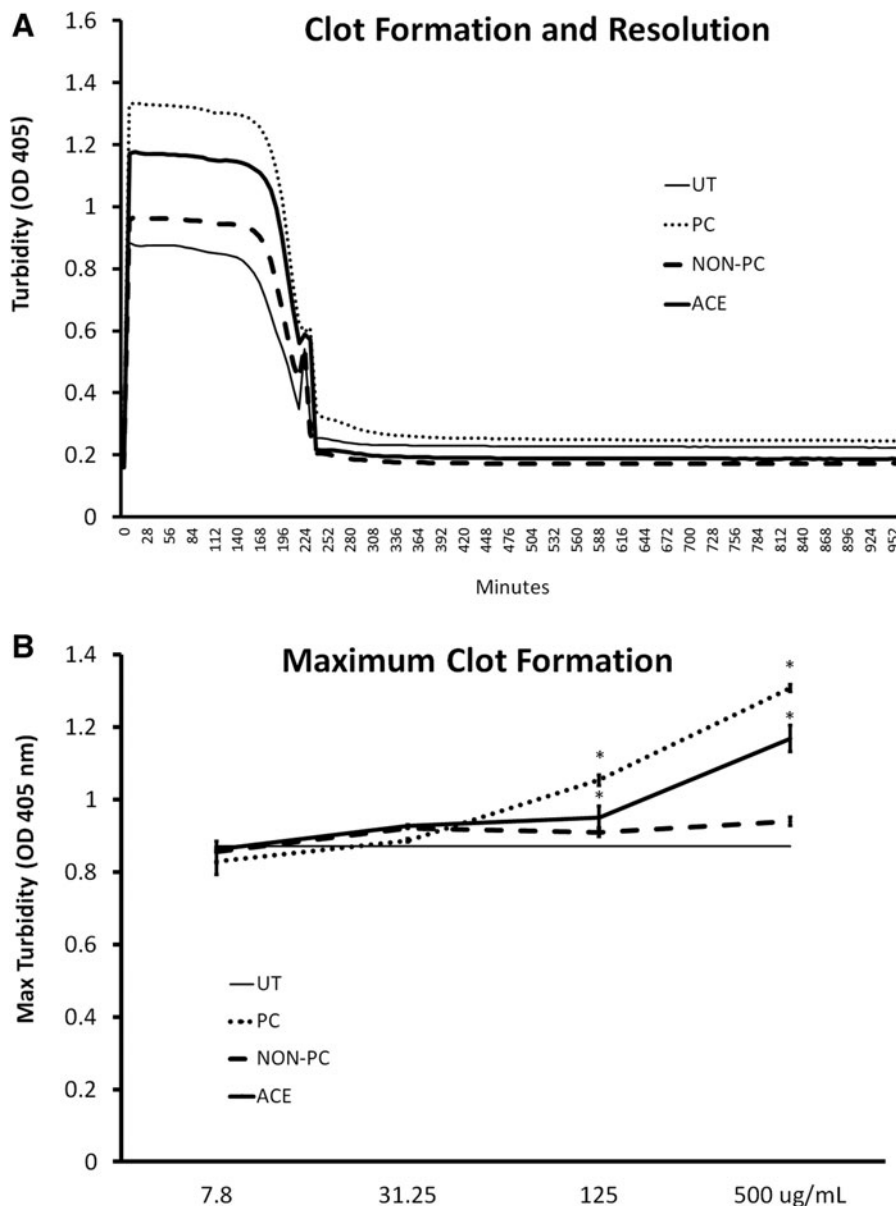 A
Clot Formation and Resolution
Turbidity (OD 405)
1.6
1.4
1.2
1
0.8
0.6
0.4
0.2
0
UT
PC
NON-PC
ACE
0 28 56 84 112 140 168 196 224 252 280 308 336 364 392 420 448 476 504 532 560 588 616 644 672 700 728 756 784 812 840 868 896 924 952
Minutes
B
Maximum Clot Formation
Max Turbidity (OD 405 nm)
1.4
1.2
1
0.8
0.6
0.4
0.2
0
*
*
*
*
UT
PC
NON-PC
ACE
7.8 31.25 125 500 ug/mL